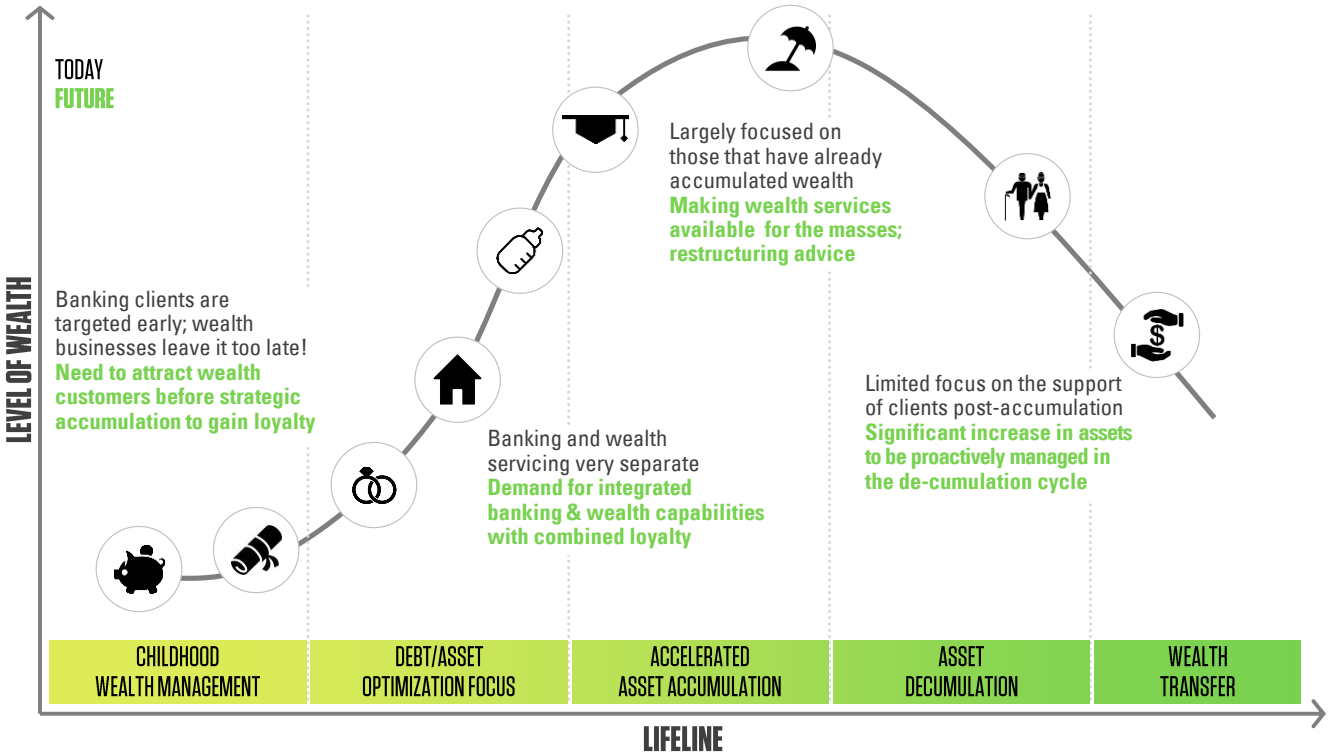 TODAY
FUTURE
Largely focused on
those that have already
accumulated wealth
Making wealth services
available for the masses;
restructuring advice
Banking clients are
targeted early; wealth
businesses leave it too late!
Need to attract wealth
customers before strategic
accumulation to gain loyalty
Banking and wealth
servicing very separate
Demand for integrated
banking & wealth capabilities
with combined loyalty
Limited focus on the support
of clients post-accumulation
Significant increase in assets
to be proactively managed in
the de-cumulation cycle
$
LEVEL OF WEALTH
CHILDHOOD
WEALTH MANAGEMENT
DEBT/ASSET
OPTIMIZATION FOCUS
ACCELERATED
ASSET ACCUMULATION
ASSET
DECUMULATION
WEALTH
TRANSFER
LIFELINE